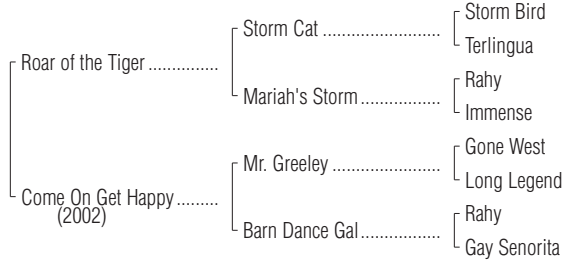 Storm Bird
Storm Cat ........................
Terlingua
Roar of the Tiger ...............
Rahy
Mariah's Storm .................
Immense
Gone West
Mr. Greeley ......................
Long Legend
Come On Get Happy .........
(2002)
Rahy
Barn Dance Gal .................
Gay Senorita